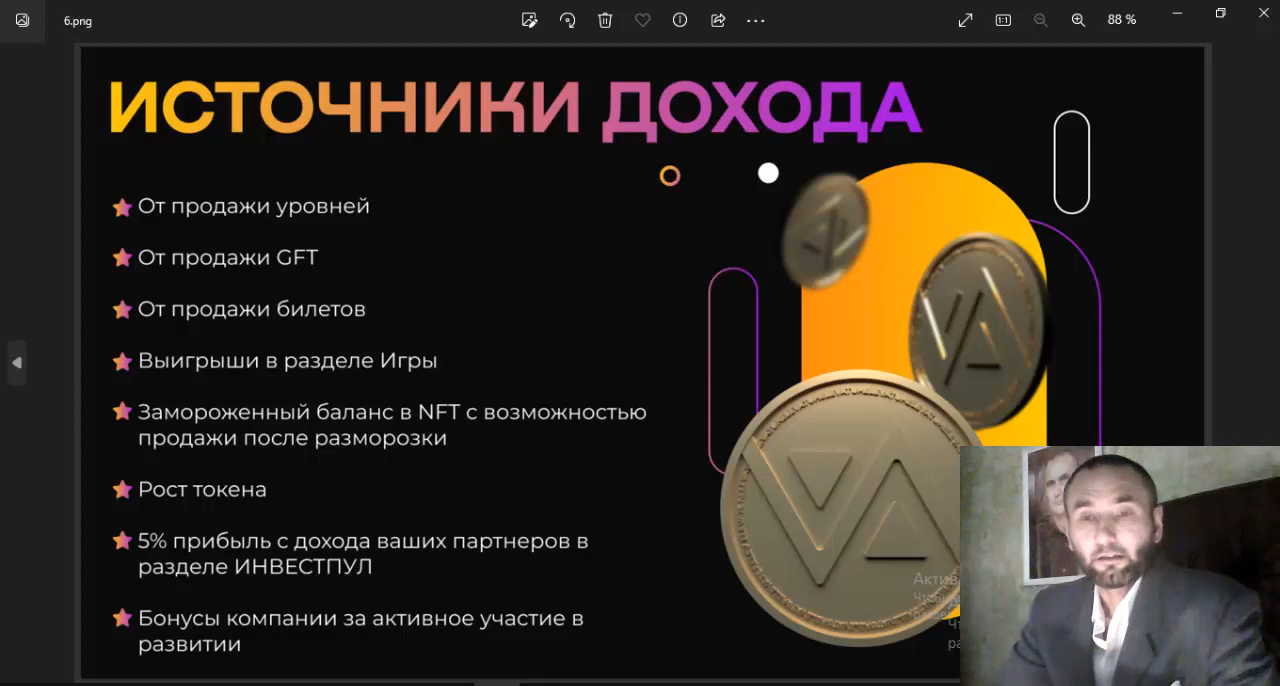 6.png
88 %
ИСТОЧНИКИ ДОХОДА
От продажи уровней
От продажи GFT
От продажи билетов
Выигрыши в разделе Игры
Замороженный баланс в NFT с возможностью
продажи после разморозки
Рост токена
5% прибыль с дохода ваших партнеров в
разделе ИНВЕСТПУЛ
Бонусы компании за активное участие в
развитии